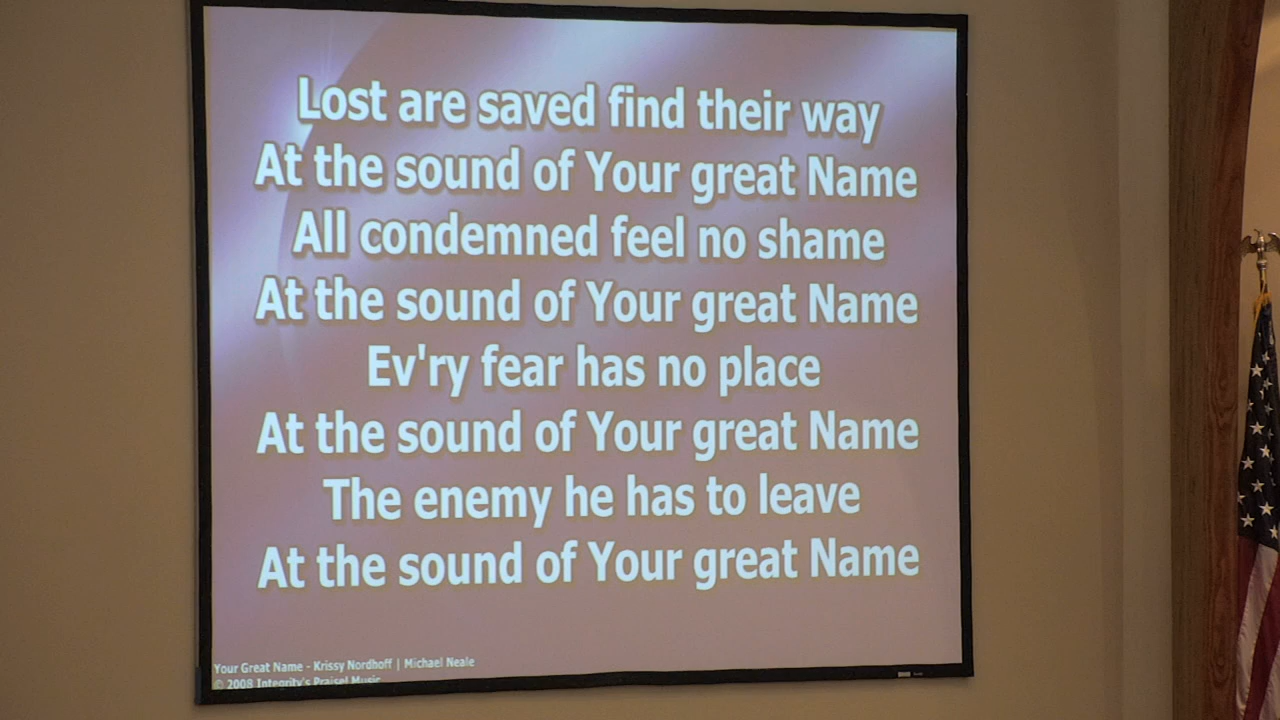 Lost are saved find their way
At the sound of Your great Name
All condemned feel no shame
At the sound of Your great Name
Ev'ry fear has no place
At the sound of Your great Name
The enemy he has to leave
At the sound of Your great Name
Your Great Name - Krissy Nordhoff | Michael Neale
© 2008 Integrity's Praise! Music